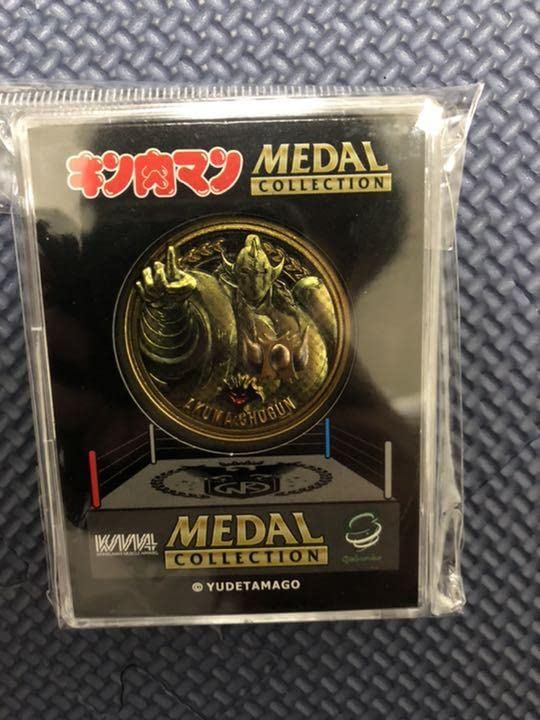 キン肉マン MEDAL
COLLECTION
AKUMA SHOGUN
MEDAL
COLLECTION
© YUDETAMAGO